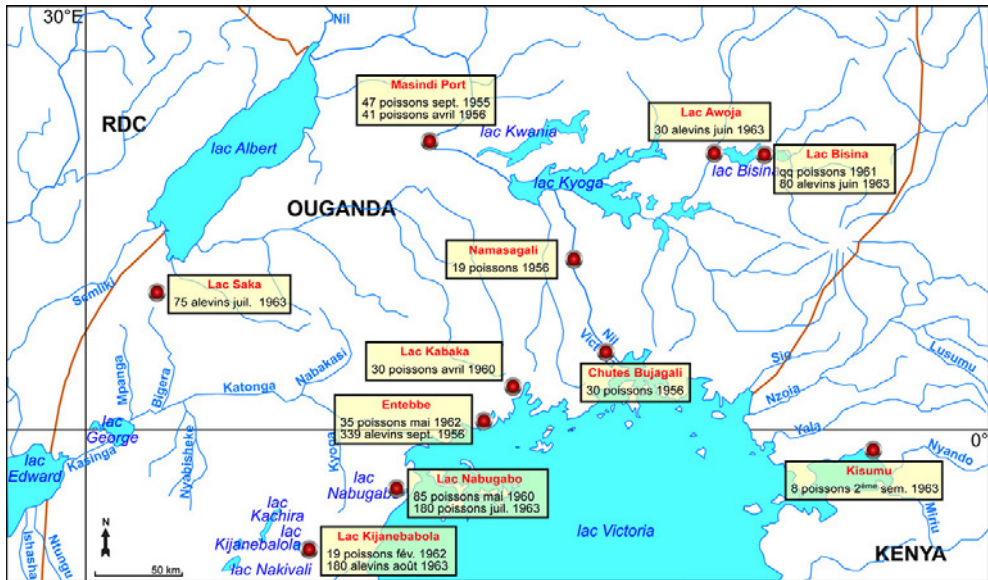 30°E
Nil
Masindi Port
47 poissons sept. 1955
41 poissons avril 1956
RDC
lac Albert
lac Kwania
Lac Awoja
30 alevins juin 1963
lac Bisina
Lac Bisina
qq poissons 1961
80 alevins juin 1963
lac Kyoga
OUGANDA
Namasagali
19 poissons 1956
Semliki
Lac Saka
75 alevins juil. 1963
Nil
Vict
Lac Kabaka
30 poissons avril 1960
Chutes Bujagali
30 poissons 1956
Sio
Lusumu
Nzoia
Mpanga
Bigera
Katonga
Nabakasi
Entebbe
35 poissons mai 1962
339 alevins sept. 1956
Yala
0°
lac
George
lac
Edward
Kasinga
Nyabisheke
Kyoga
Nyando
Kisumu
8 poissons 2ème sem. 1963
Miriu
lac
Nabugabo
Lac Nabugabo
85 poissons mai 1960
180 poissons juil. 1963
lac
Kachira
lac
Kijanebalola
Lac Kijanebabola
19 poissons fév. 1962
180 alevins août 1963
lac Nakivali
lac Victoria
KENYA
Ishasha
Ntungu
N
50 km